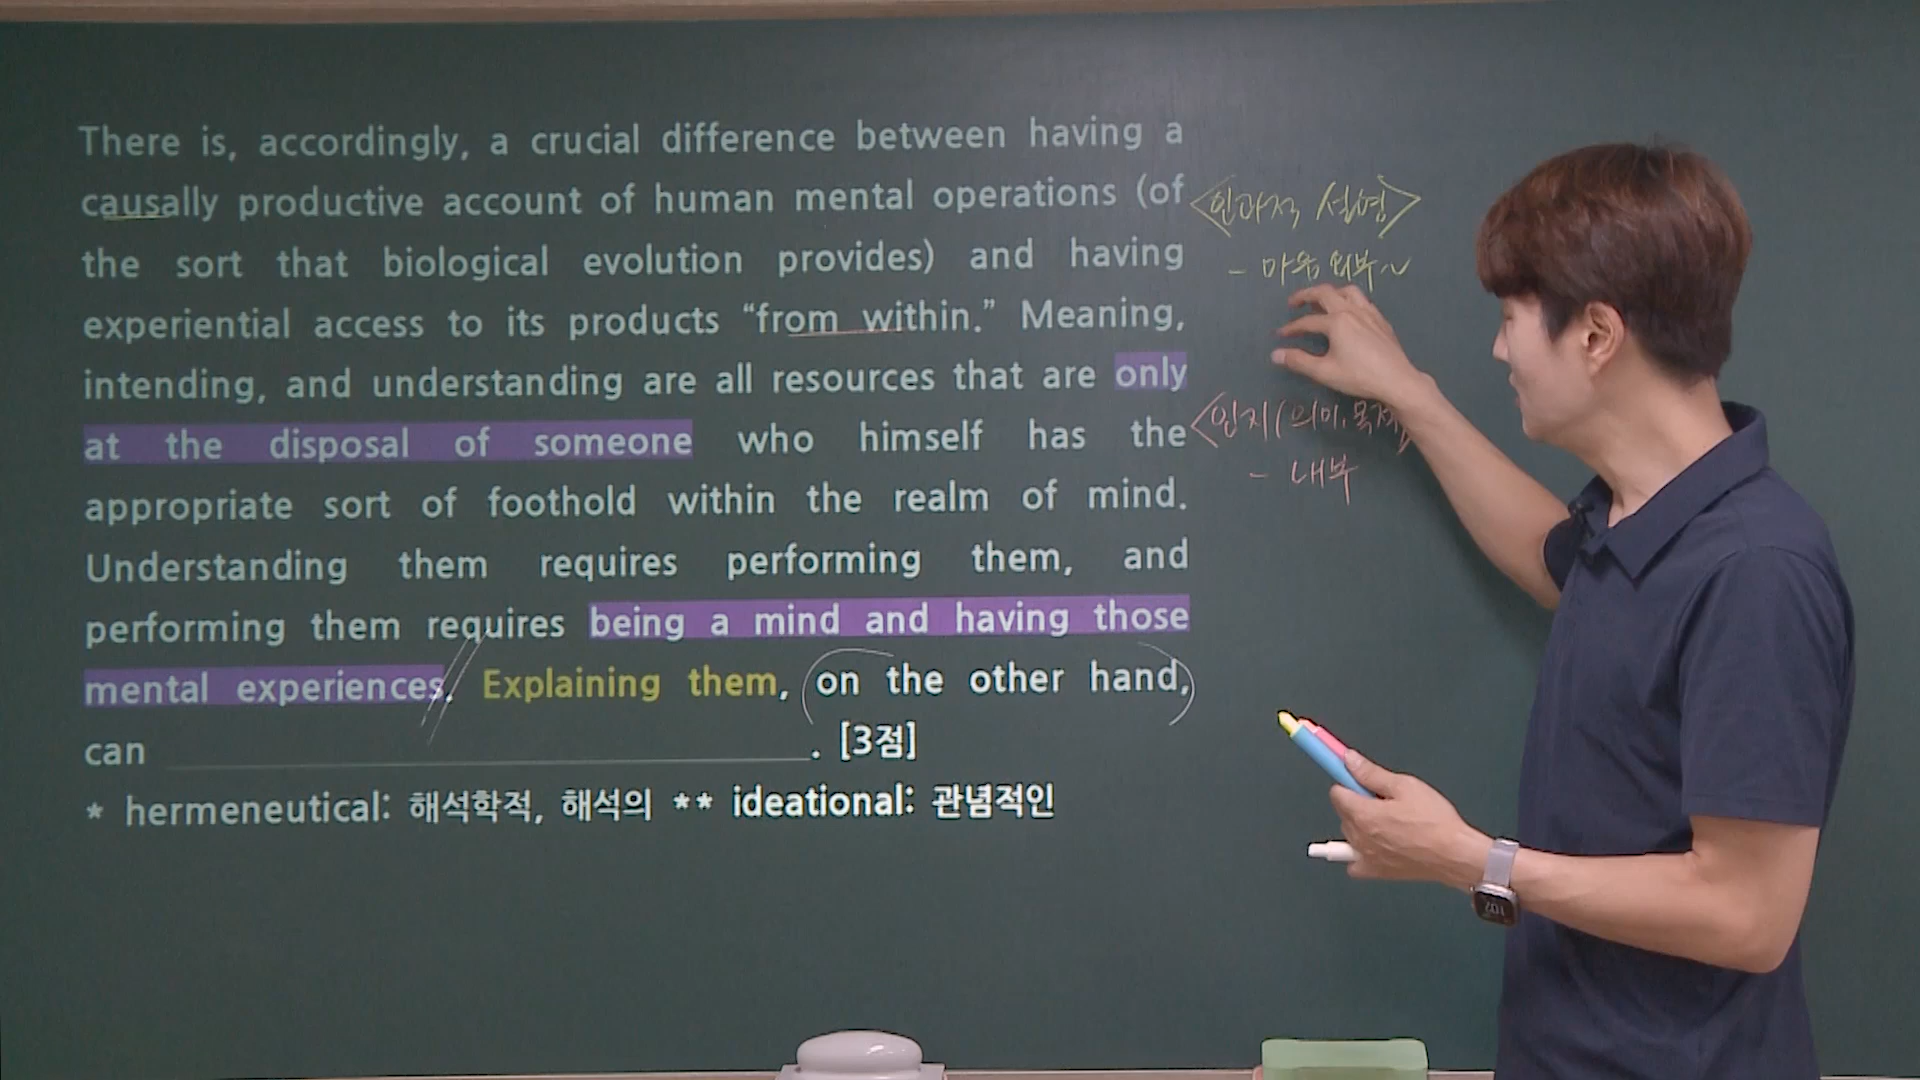 There is, accordingly, a crucial difference between having a
causally productive account of human mental operations (of
the sort that biological evolution provides) and having
experiential access to its products “from within.” Meaning,
intending, and understanding are all resources that are only
at the disposal of someone who himself has the
appropriate sort of foothold within the realm of mind.
Understanding them requires performing them, and
performing them requires being a mind and having those
mental experiences. Explaining them, on the other hand,
can ____________. [3점]
* hermeneutical: 해석학적, 해석의 ** ideational: 관념적인
<인과적 설명>
- 마음 외부
<인지(의미, 목적)
- 내부